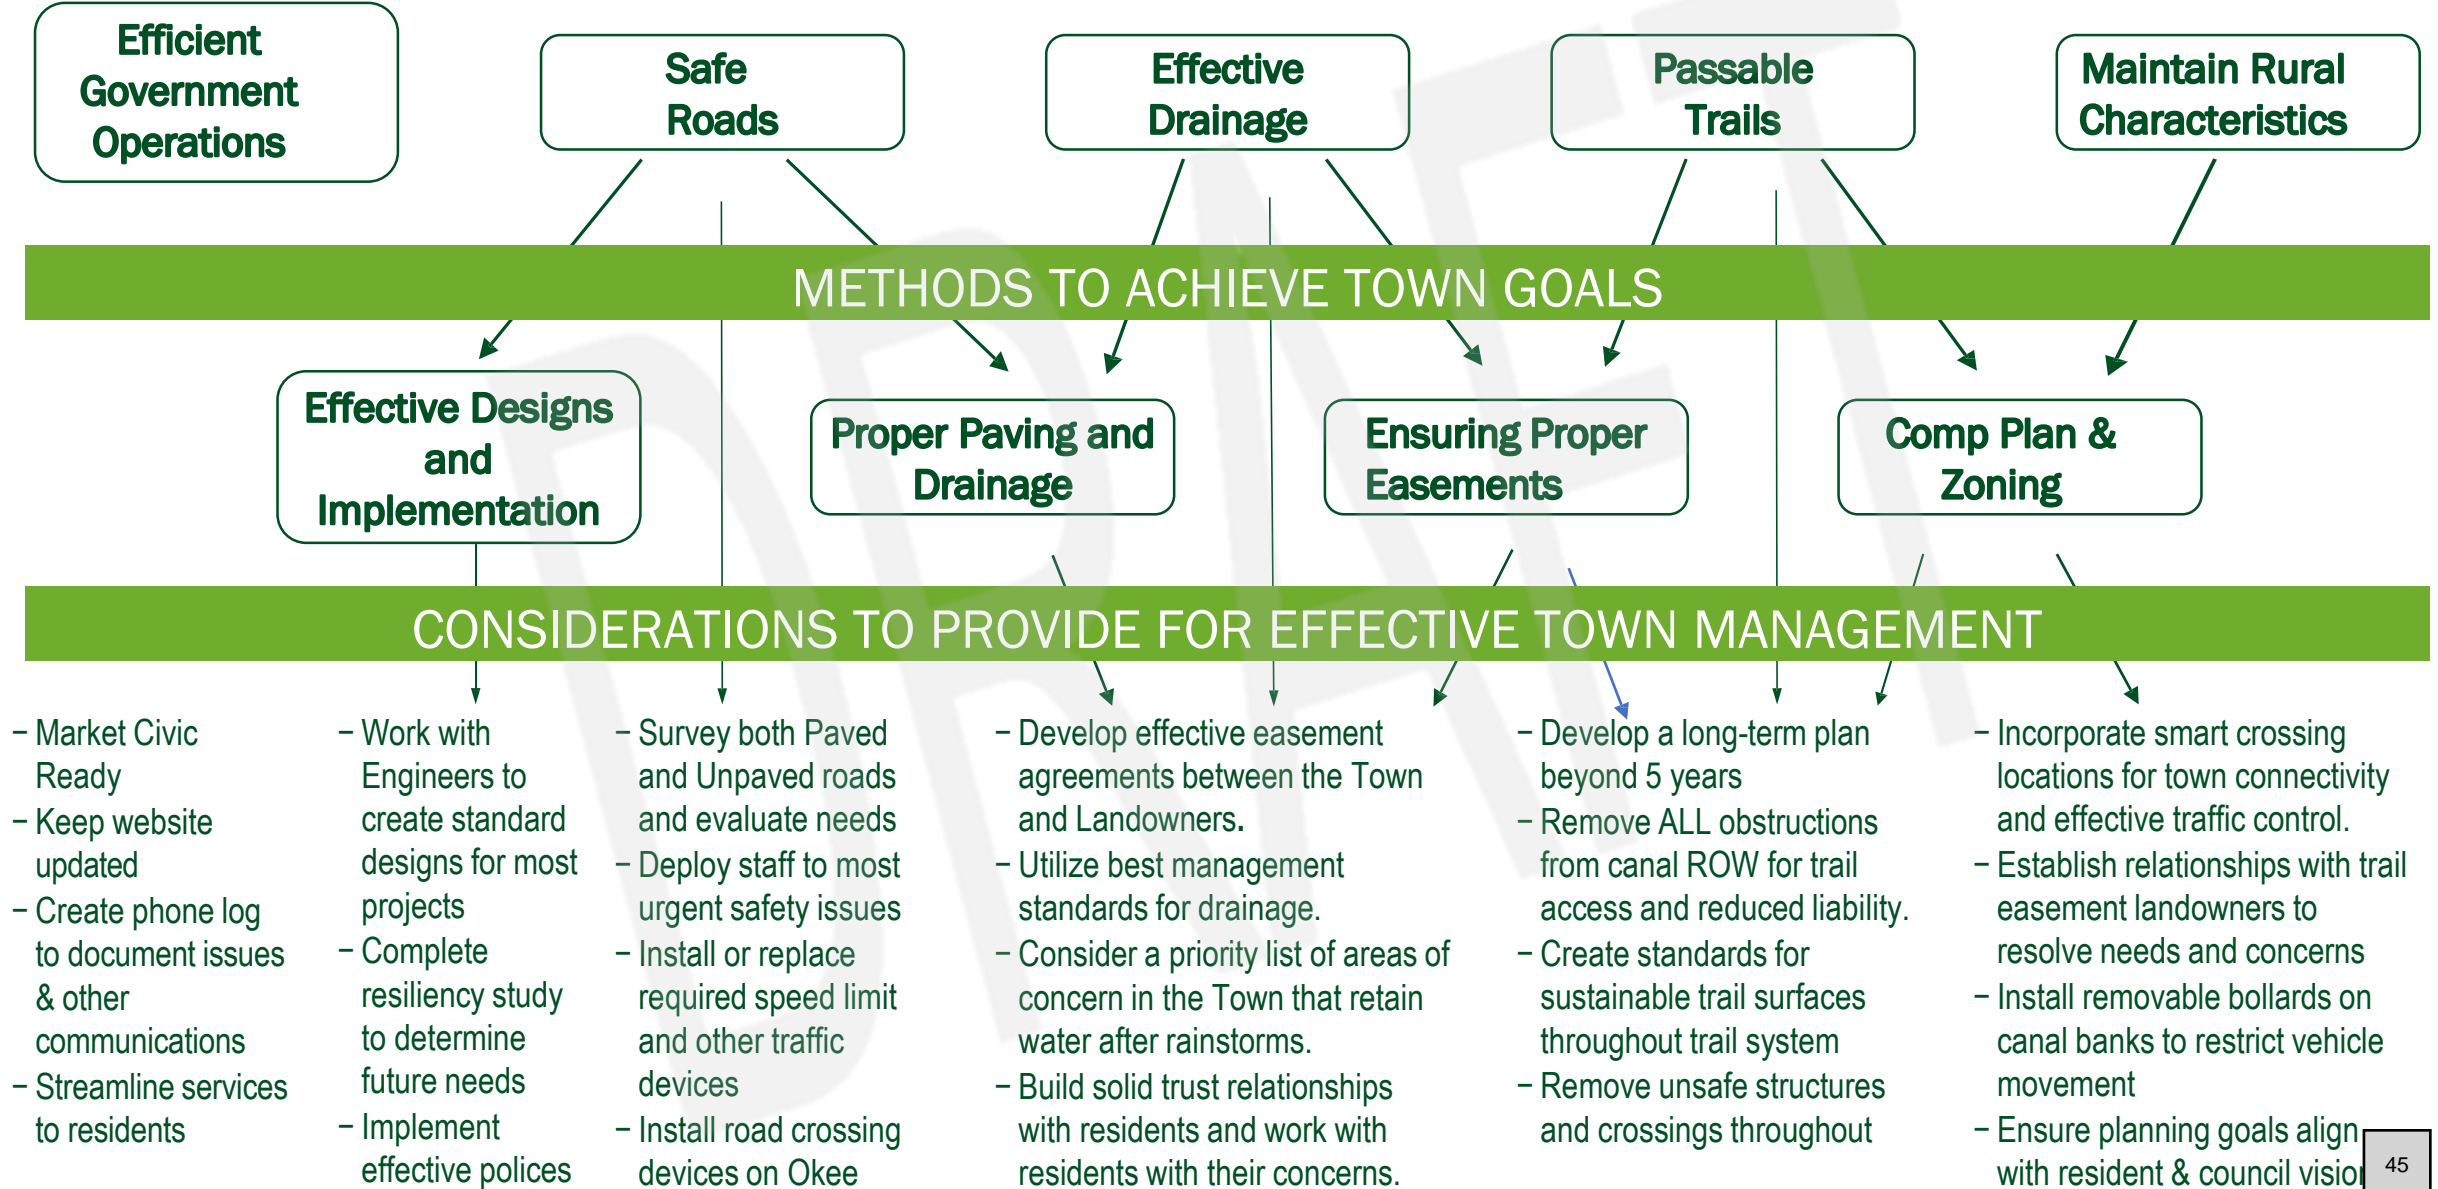 Efficient
Government
Operations
Safe
Roads
Effective
Drainage
Passable
Trails
Maintain Rural
Characteristics
METHODS TO ACHIEVE TOWN GOALS
Effective Designs
and
Implementation
Proper Paving and
Drainage
Ensuring Proper
Easements
Comp Plan &
Zoning
CONSIDERATIONS TO PROVIDE FOR EFFECTIVE TOWN MANAGEMENT
– Market Civic
Ready
– Keep website
updated
– Create phone log
to document issues
& other
communications
– Streamline services
to residents
– Work with
Engineers to
create standard
designs for most
projects
– Complete
resiliency study
to determine
future needs
– Implement
effective polices
– Survey both Paved
and Unpaved roads
and evaluate needs
– Deploy staff to most
urgent safety issues
– Install or replace
required speed limit
and other traffic
devices
– Install road crossing
devices on Okee
– Develop effective easement
agreements between the Town
and Landowners.
– Utilize best management
standards for drainage.
– Consider a priority list of areas of
concern in the Town that retain
water after rainstorms.
– Build solid trust relationships
with residents and work with
residents with their concerns.
– Develop a long-term plan
beyond 5 years
– Remove ALL obstructions
from canal ROW for trail
access and reduced liability.
– Create standards for
sustainable trail surfaces
throughout trail system
– Remove unsafe structures
and crossings throughout
– Incorporate smart crossing
locations for town connectivity
and effective traffic control.
– Establish relationships with trail
easement landowners to
resolve needs and concerns
– Install removable bollards on
canal banks to restrict vehicle
movement
– Ensure planning goals align
with resident & council vision
45
DRAFT